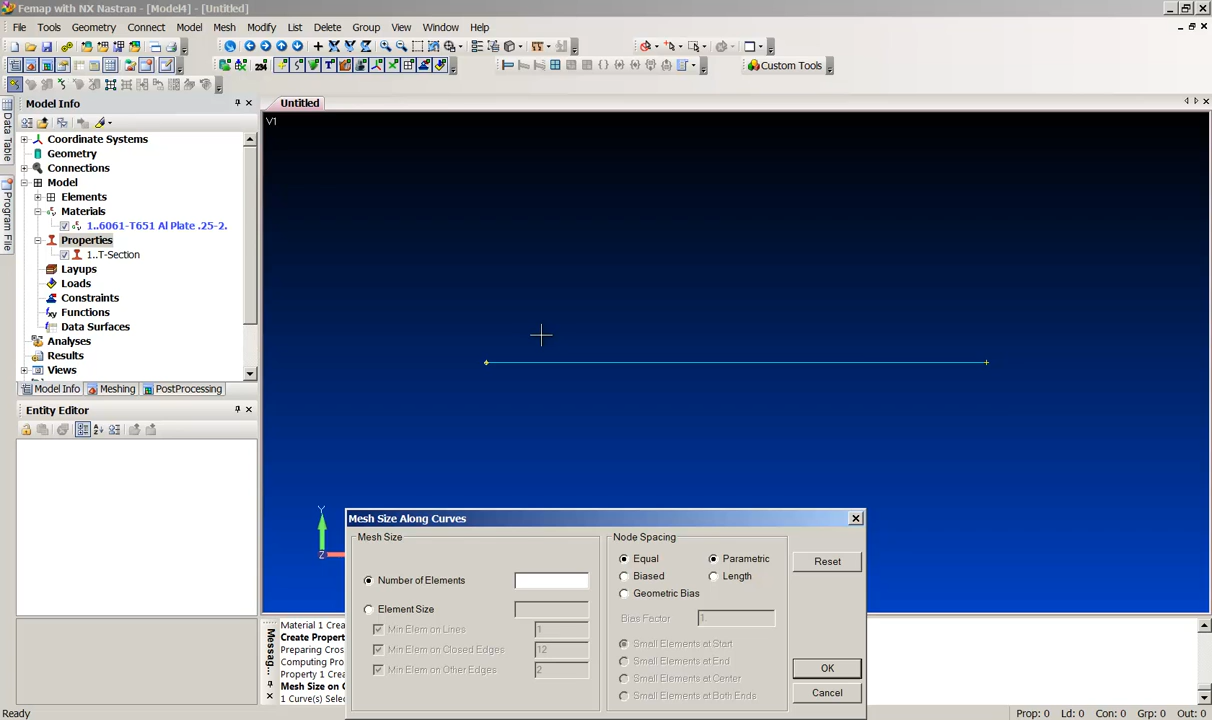 Femap with NX Nastran - [Model4] - [Untitled]
File Tools Geometry Connect Model Mesh Modify List Delete Group View Window Help
234
Custom Tools
Model Info
Untitled
V1
Data Table
Program File
Coordinate Systems
Geometry
Connections
Model
Elements
Materials
1..6061-T651 Al Plate .25-2.
Properties
1..T-Section
Layups
Loads
Constraints
Functions
Data Surfaces
Analyses
Results
Views
Model Info Meshing PostProcessing
Entity Editor
Y
Z
Mesh Size Along Curves
Mesh Size
Number of Elements
Element Size
Min Elem on Lines 1
Min Elem on Closed Edges 12
Min Elem on Other Edges 2
Node Spacing
Equal Parametric
Biased Length
Geometric Bias
Bias Factor 1.
Small Elements at Start
Small Elements at End
Small Elements at Center
Small Elements at Both Ends
Reset
OK
Cancel
Messag...
Material 1 Crea
Create Propert
Preparing Cros
Computing Pro
Property 1 Crea
Mesh Size on C
1 Curve(s) Selec
Ready
Prop: 0 Ld: 0 Con: 0 Grp: 0 Out: 0